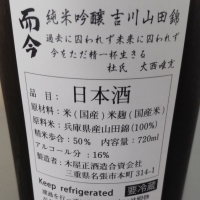 而今
純米吟醸 吉川山田錦
過去に囚われず未来に囚われず
今をただ精一杯生きる
杜氏 大西唯克
品目：日本酒
原材料：米（国産）米麹（国産米）
原料米：兵庫県産山田錦（100%）
精米歩合：50% 内容量：720ml
アルコール分：16%
製造者：木屋正酒造合資会社
三重県名張市本町 314-1
Keep refrigerated 要冷蔵